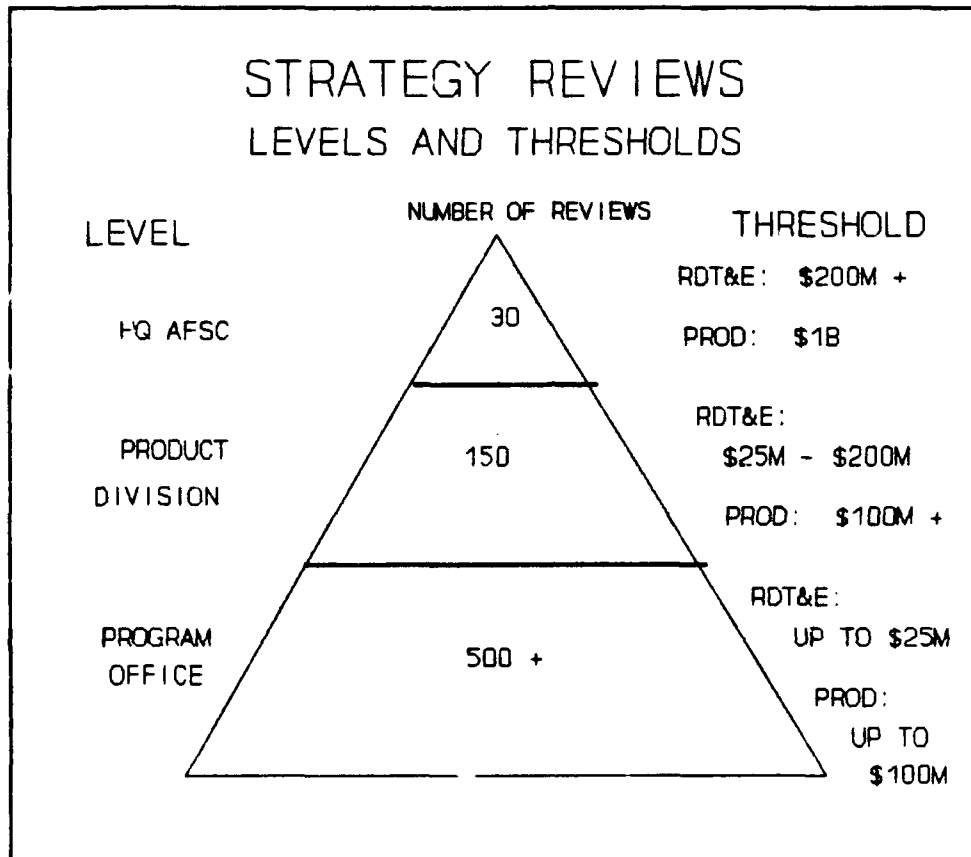 STRATEGY REVIEWS
LEVELS AND THRESHOLDS
NUMBER OF REVIEWS
LEVEL
THRESHOLD
HQ AFSC
30
RDT&E: $200M +
PROD: $1B
PRODUCT
DIVISION
150
RDT&E:
$25M - $200M
PROD: $100M +
PROGRAM
OFFICE
500 +
RDT&E:
UP TO $25M
PROD:
UP TO
$100M